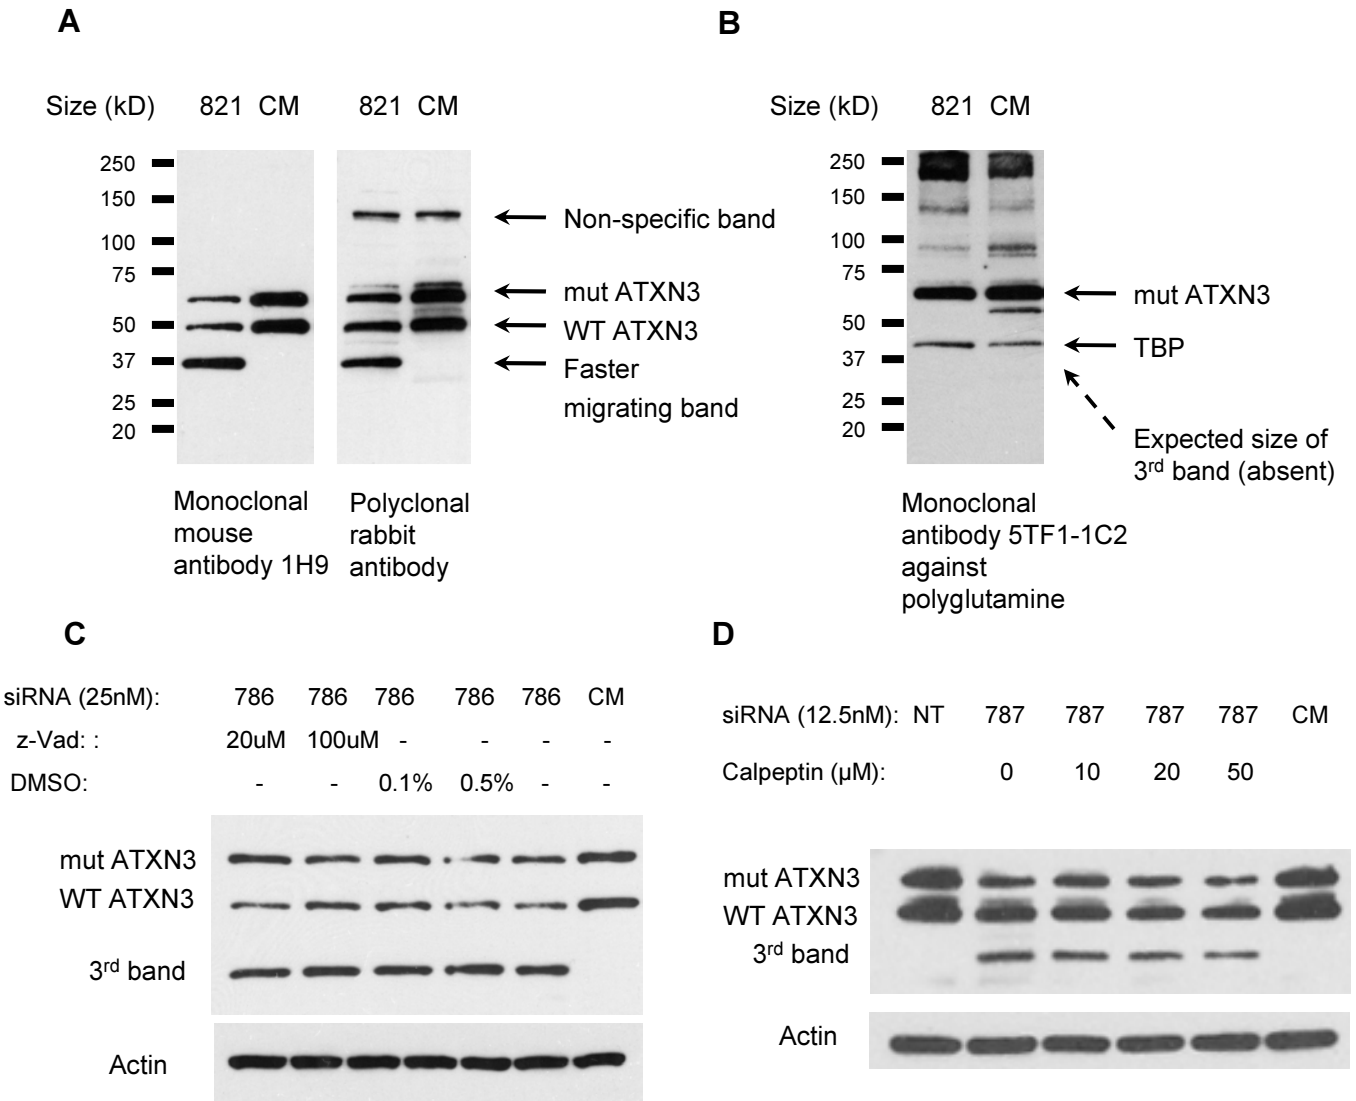 A
Size (kD) 821 CM 821 CM
250
150
100
75
50
37
25
20
Non-specific band
mut ATXN3
WT ATXN3
Faster
migrating band
Monoclonal
mouse
antibody 1H9
Polyclonal
rabbit
antibody
B
Size (kD) 821 CM
250
150
100
75
50
37
25
20
mut ATXN3
TBP
Expected size of
3rd band (absent)
Monoclonal
antibody 5TF1-1C2
against
polyglutamine
C
siRNA (25nM): 786 786 786 786 786 CM
z-Vad: : 20uM 100uM - - - -
DMSO: - - 0.1% 0.5% - -
mut ATXN3
WT ATXN3
3rd band
Actin
D
siRNA (12.5nM): NT 787 787 787 787 CM
Calpeptin (µM): 0 10 20 50
mut ATXN3
WT ATXN3
3rd band
Actin